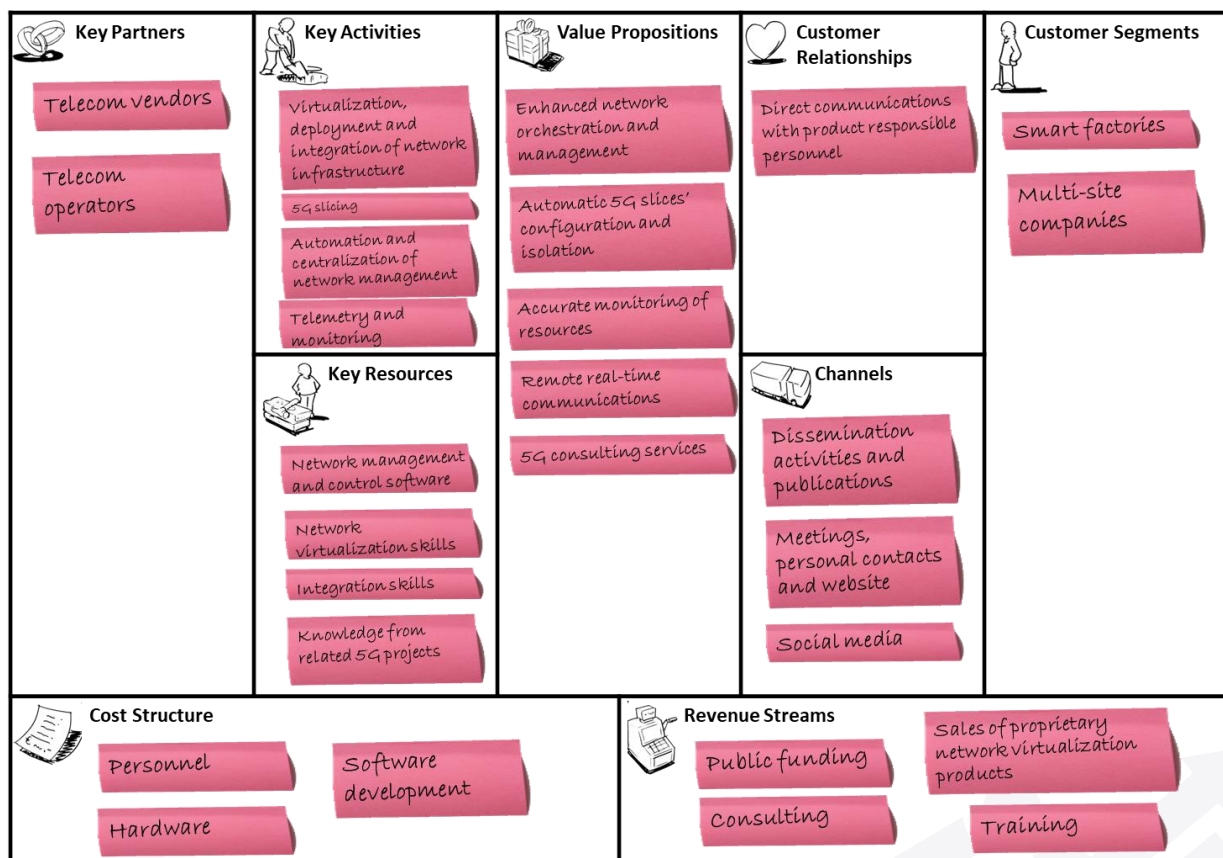 Key Partners
Telecom vendors
Telecom
operators
Key Activities
Virtualization,
deployment and
integration of network
infrastructure
5G slicing
Automation and
centralization of
network management
Telemetry and
monitoring
Key Resources
Network management
and control software
Network
virtualization skills
Integration skills
Knowledge from
related 5G projects
Value Propositions
Enhanced network
orchestration and
management
Automatic 5G slices'
configuration and
isolation
Accurate monitoring of
resources
Remote real-time
communications
5G consulting services
Customer
Relationships
Direct communications
with product responsible
personnel
Channels
Dissemination
activities and
publications
Meetings,
personal contacts
and website
Social media
Customer Segments
Smart factories
Multi-site
companies
Cost Structure
Personnel
Hardware
Software
development
Revenue Streams
Public funding
Consulting
Sales of proprietary
network virtualization
products
Training